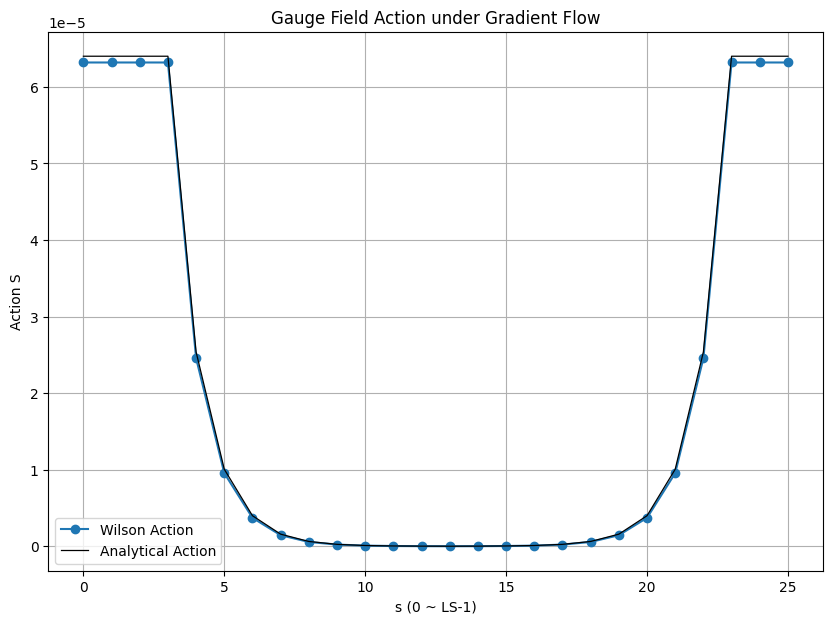 Gauge Field Action under Gradient Flow
1e−5
6
5
4
3
2
1
0
Action S
Wilson Action
Analytical Action
0 5 10 15 20 25
s (0 ~ LS-1)